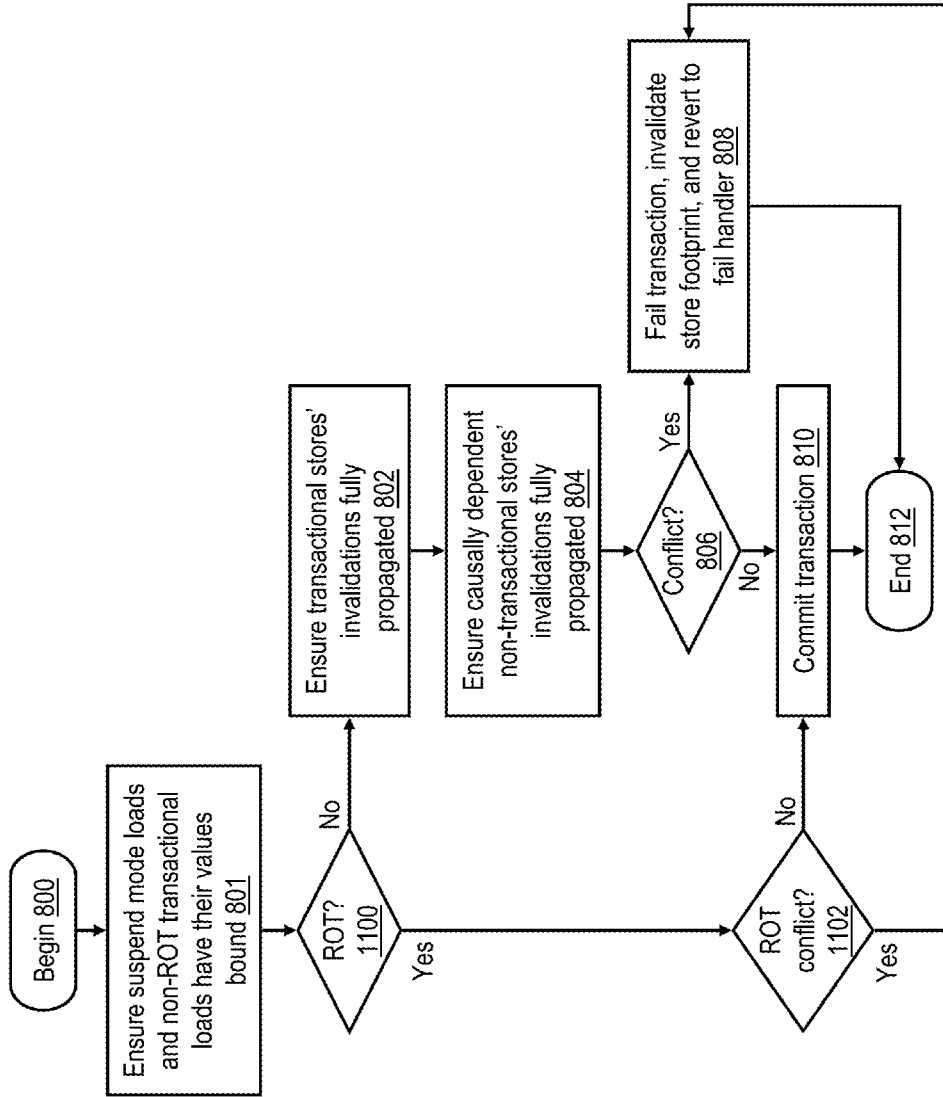 Begin 800
Ensure suspend mode loads
and non-ROT transactional
loads have their values
bound 801
ROT?
1100
No
Yes
Ensure transactional stores'
invalidations fully
propagated 802
Ensure causally dependent
non-transactional stores'
invalidations fully
propagated 804
Conflict?
806
Yes
No
Fail transaction, invalidate
store footprint, and revert to
fail handler 808
ROT
conflict?
1102
No
Yes
Commit transaction 810
End 812